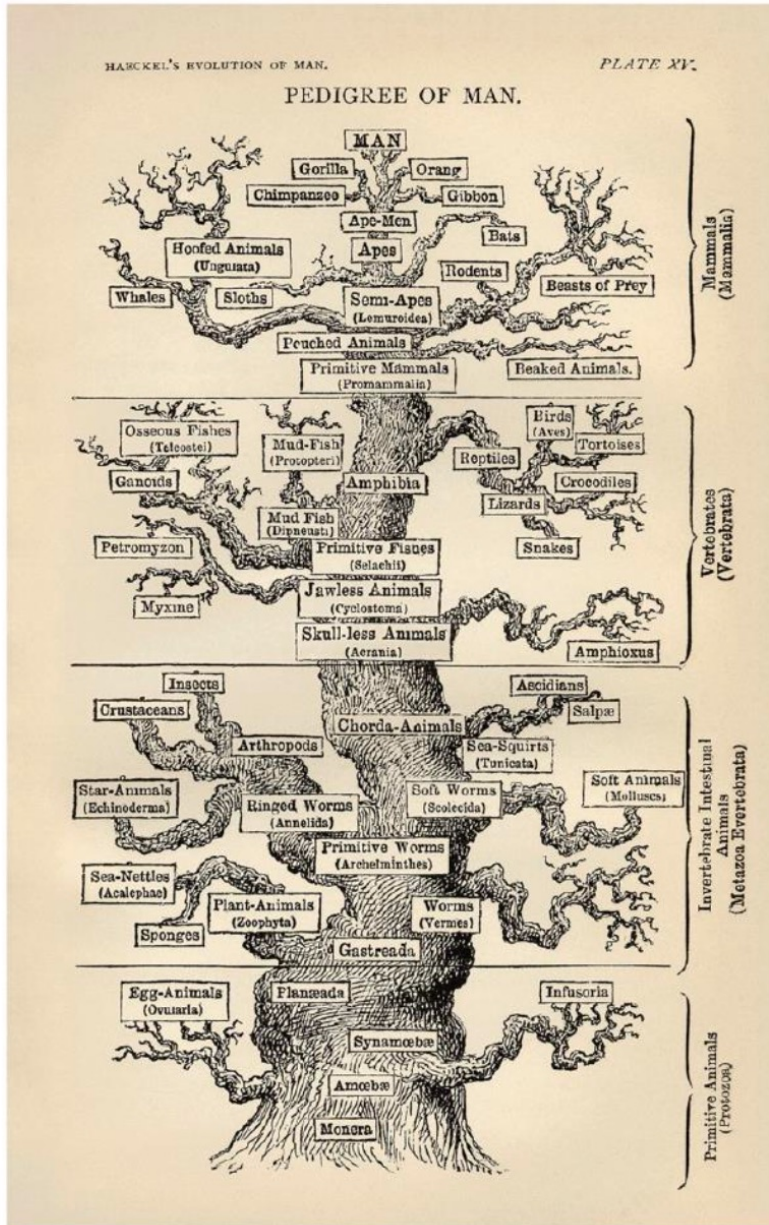 HAECKEL'S EVOLUTION OF MAN.
PLATE XV.
PEDIGREE OF MAN.
MAN
Gorilla
Orang
Chimpanzee
Gibbon
Ape-Men
Bats
Hoofed Animals
(Ungulata)
Apes
Rodents
Beasts of Prey
Whales
Sloths
Semi-Apes
(Lemuroidea)
Pouched Animals
Primitive Mammals
(Promammalia)
Beaked Animals.
Mammals
(Mammalia)
Osseous Fishes
(Teleostei)
Mud-Fish
(Protopteri)
Birds
(Aves)
Tortoises
Reptiles
Ganoids
Amphibia
Crocodiles
Lizards
Mud Fish
(Dipneusti)
Snakes
Petromyzon
Primitive Fishes
(Selachii)
Myxine
Jawless Animals
(Cyclostoma)
Skull-less Animals
(Acrania)
Amphioxus
Vertebrates
(Vertebrata)
Insects
Ascidians
Crustaceans
Salpæ
Chorda-Animals
Arthropods
Sea-Squirts
(Tunicata)
Star-Animals
(Echinoderma)
Ringed Worms
(Annelida)
Soft Worms
(Scolecida)
Soft Animals
(Mollusca)
Primitive Worms
(Archelminthes)
Sea-Nettles
(Acalephae)
Plant-Animals
(Zoophyta)
Worms
(Vermes)
Sponges
Gastreada
Invertebrate Intestinal
Animals
(Metazoa Evertebrata)
Egg-Animals
(Ovularia)
Planæada
Infusoria
Synamœbæ
Amœbæ
Monera
Primitive Animals
(Protozoa)